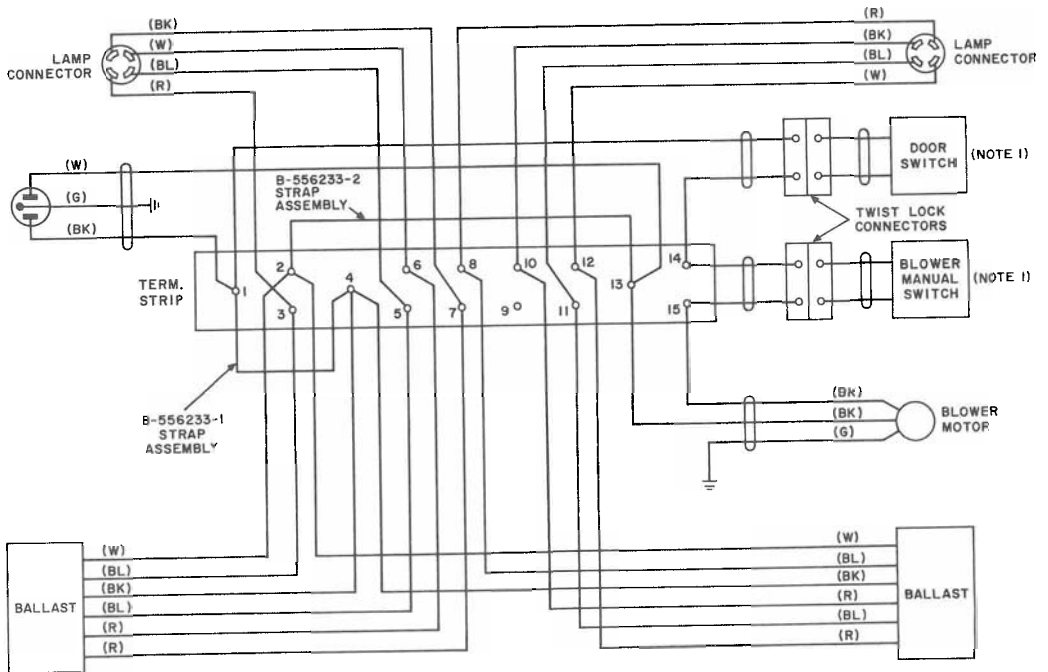 (BK)
(W)
(BL)
(R)
LAMP
CONNECTOR
(R)
(BK)
(BL)
(W)
LAMP
CONNECTOR
(W)
(G)
(BK)
B-556233-2
STRAP
ASSEMBLY
DOOR
SWITCH
(NOTE 1)
TWIST LOCK
CONNECTORS
BLOWER
MANUAL
SWITCH
(NOTE 1)
TERM.
STRIP
1
2
3
4
5
6
7
8
9
10
11
12
13
14
15
B-556233-1
STRAP
ASSEMBLY
(BK)
(BK)
(G)
BLOWER
MOTOR
BALLAST
(W)
(BL)
(BK)
(BL)
(R)
(R)
(W)
(BL)
(BK)
(R)
(BL)
(R)
BALLAST